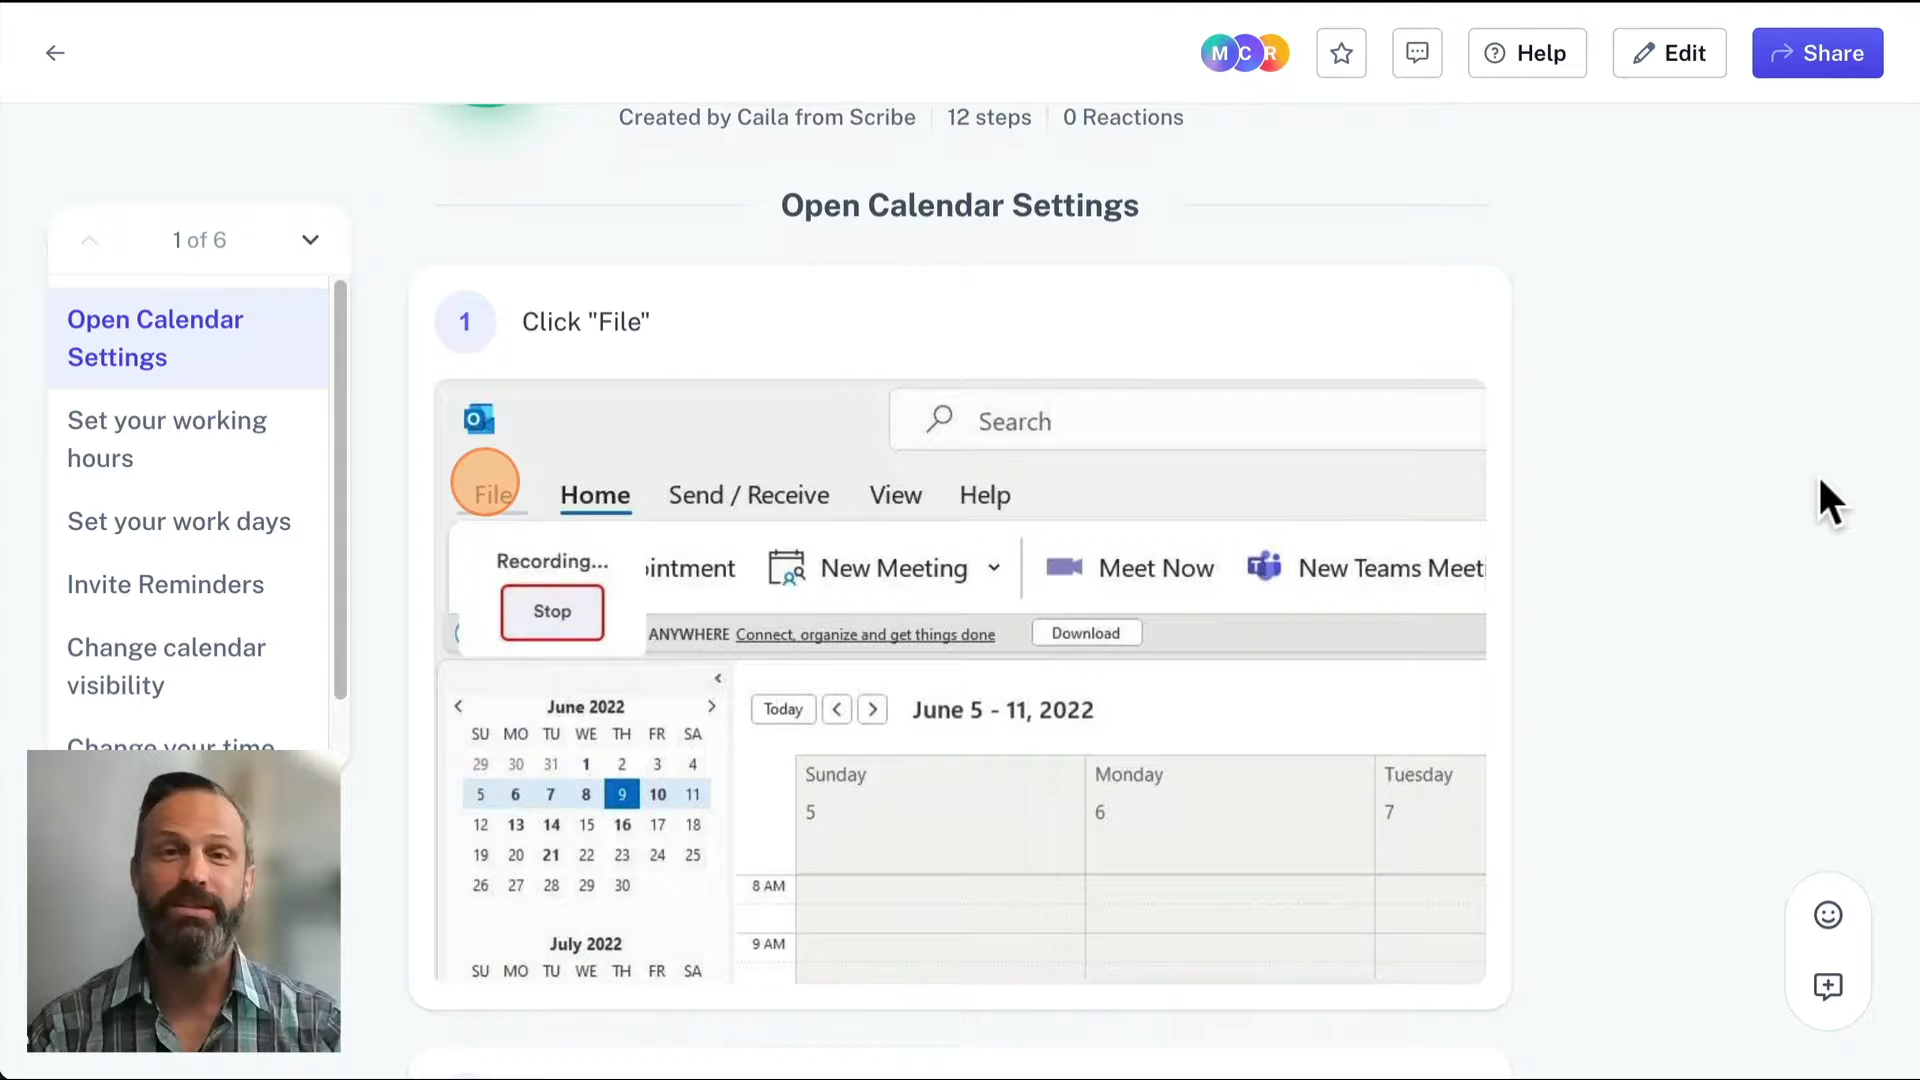 M C R
Help
Edit
Share
Created by Caila from Scribe
12 steps
0 Reactions
Open Calendar Settings
1 of 6
Open Calendar
Settings
Set your working
hours
Set your work days
Invite Reminders
Change calendar
visibility
Change your time
1
Click "File"
Search
File
Home
Send / Receive
View
Help
Recording...
Stop
intment
New Meeting
Meet Now
New Teams Meeti
ANYWHERE Connect, organize and get things done
Download
June 2022
SU MO TU WE TH FR SA
29 30 31 1 2 3 4
5 6 7 8 9 10 11
12 13 14 15 16 17 18
19 20 21 22 23 24 25
26 27 28 29 30
July 2022
SU MO TU WE TH FR SA
Today
June 5 - 11, 2022
Sunday
Monday
Tuesday
5
6
7
8 AM
9 AM